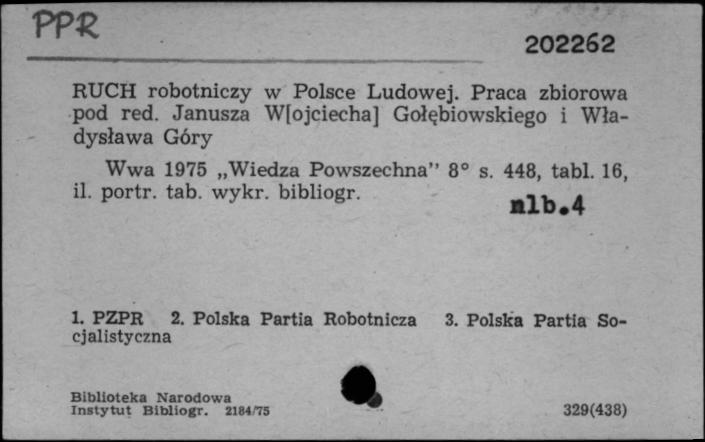 PPR
202262
RUCH robotniczy w Polsce Ludowej. Praca zbiorowa
pod red. Janusza W[ojciecha] Gołębiowskiego i Wła-
dysława Góry
Wwa 1975 „Wiedza Powszechna” 8° s. 448, tabl. 16,
il. portr. tab. wykr. bibliogr.
nlb.4
1. PZPR 2. Polska Partia Robotnicza 3. Polska Partia So-
cjalistyczna
Biblioteka Narodowa
Instytut Bibliogr. 2184/75
329(438)